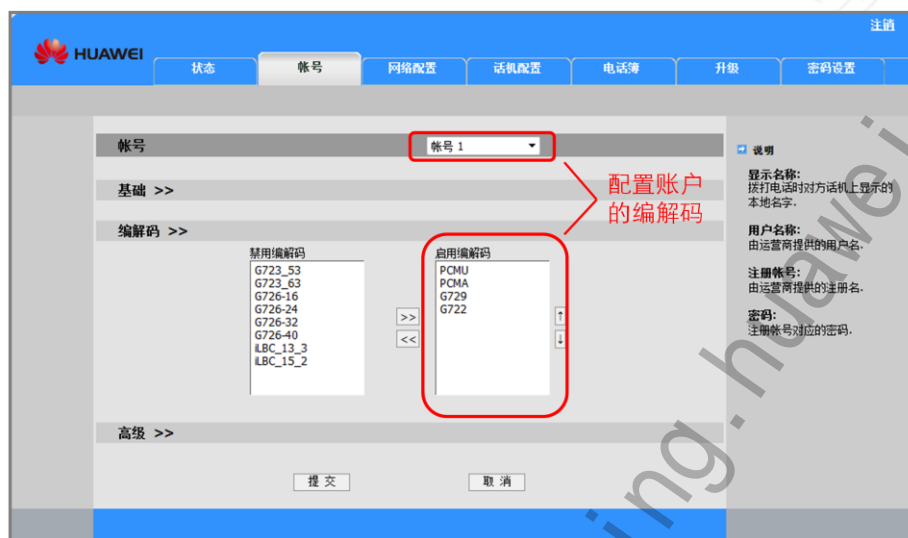 注销
HUAWEI
状态
帐号
网络配置
话机配置
电话簿
升级
密码设置
帐号
帐号 1
配置账户
的编解码
基础 >>
编解码 >>
禁用编解码
G723_53
G723_63
G726-16
G726-24
G726-32
G726-40
iLBC_13_3
iLBC_15_2
>>
<<
启用编解码
PCMU
PCMA
G729
G722
↑
↓
高级 >>
提 交
取 消
说明
显示名称:
拨打电话时对方话机上显示的
本地名字.
用户名称:
由运营商提供的用户名.
注册帐号:
由运营商提供的注册名.
密码:
注册帐号对应的密码.
ing.huawei